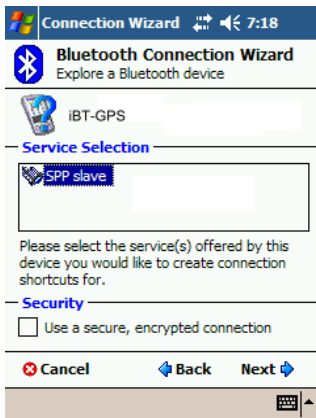 Connection Wizard 7:18
Bluetooth Connection Wizard
Explore a Bluetooth device
iBT-GPS
Service Selection
SPP slave
Please select the service(s) offered by this
device you would like to create connection
shortcuts for.
Security
Use a secure, encrypted connection
Cancel Back Next